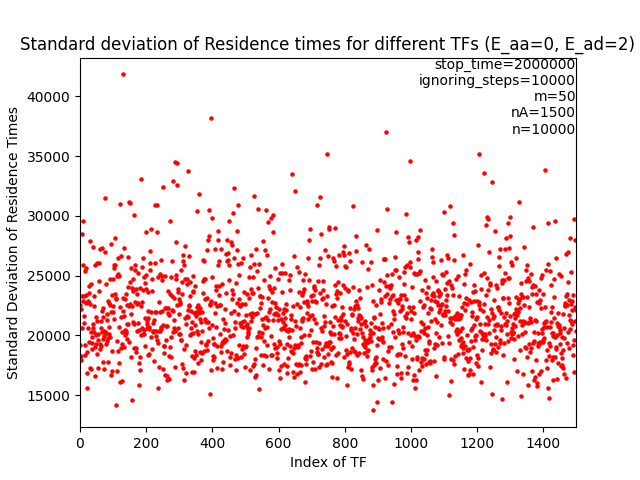 Standard deviation of Residence times for different TFs (E_aa=0, E_ad=2)
stop_time=2000000
ignoring_steps=10000
m=50
nA=1500
n=10000
Standard Deviation of Residence Times
40000
35000
30000
25000
20000
15000
0 200 400 600 800 1000 1200 1400
Index of TF